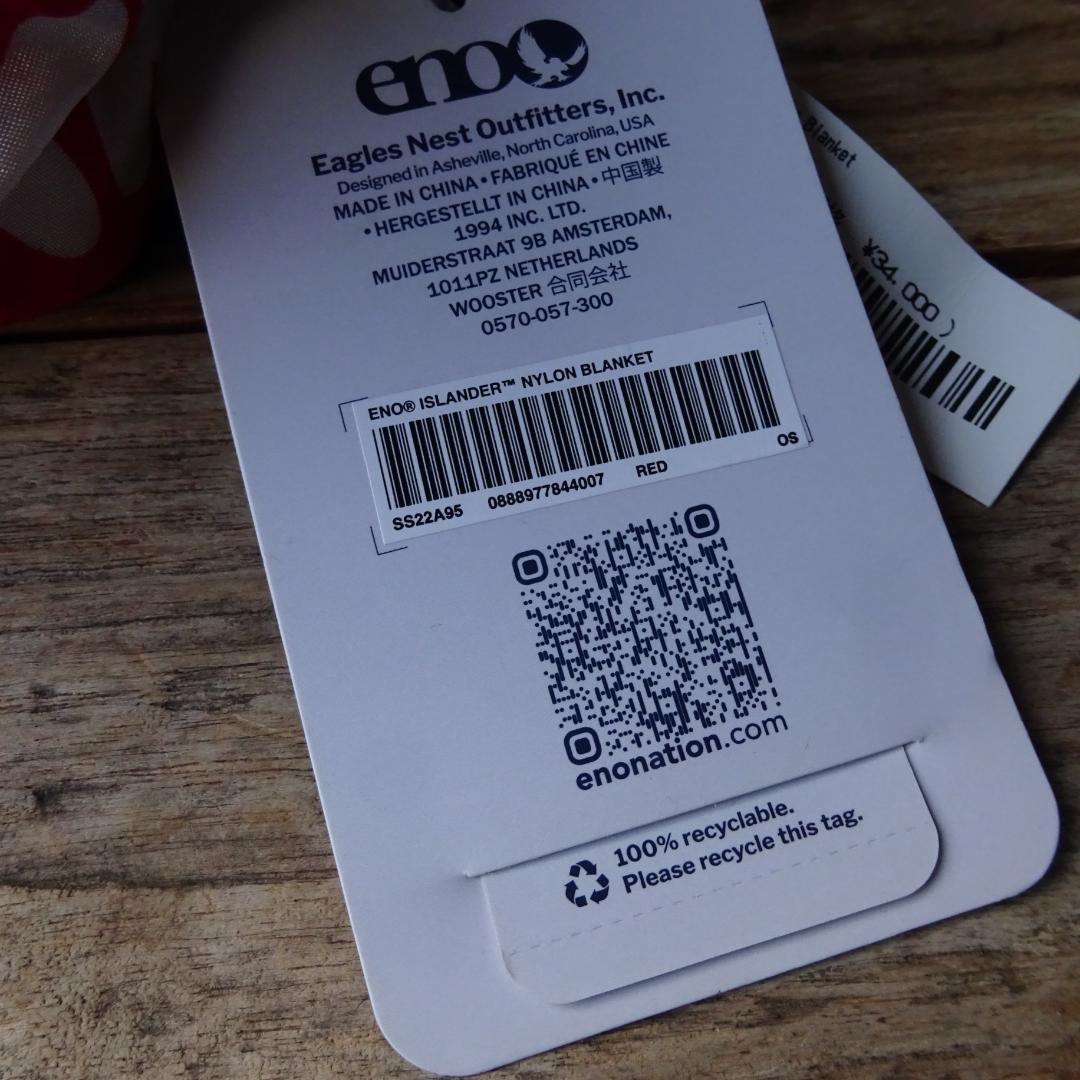 eno
Eagles Nest Outfitters, Inc.
Designed in Asheville, North Carolina, USA
MADE IN CHINA • FABRIQUÉ EN CHINE
• HERGESTELLT IN CHINA • 中国製
1994 INC. LTD.
MUIDERSTRAAT 9B AMSTERDAM,
1011PZ NETHERLANDS
WOOSTER 合同会社
0570-057-300
ENO® ISLANDER™ NYLON BLANKET
SS22A95 0888977844007 RED OS
enonation.com
100% recyclable.
Please recycle this tag.
Blanket
¥34,000 )